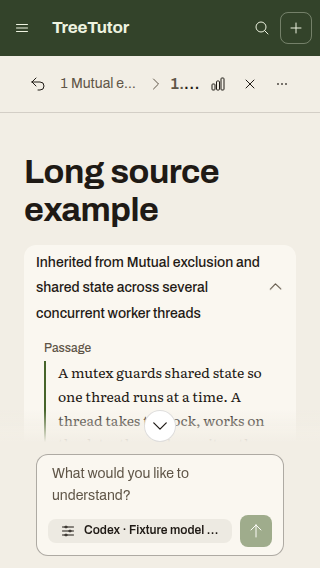 TreeTutor
1 Mutual e... 1....
Long source
example
Inherited from Mutual exclusion and
shared state across several
concurrent worker threads
Passage
A mutex guards shared state so
one thread runs at a time. A
thread takes ock, works on
What would you like to
understand?
Codex · Fixture model ...